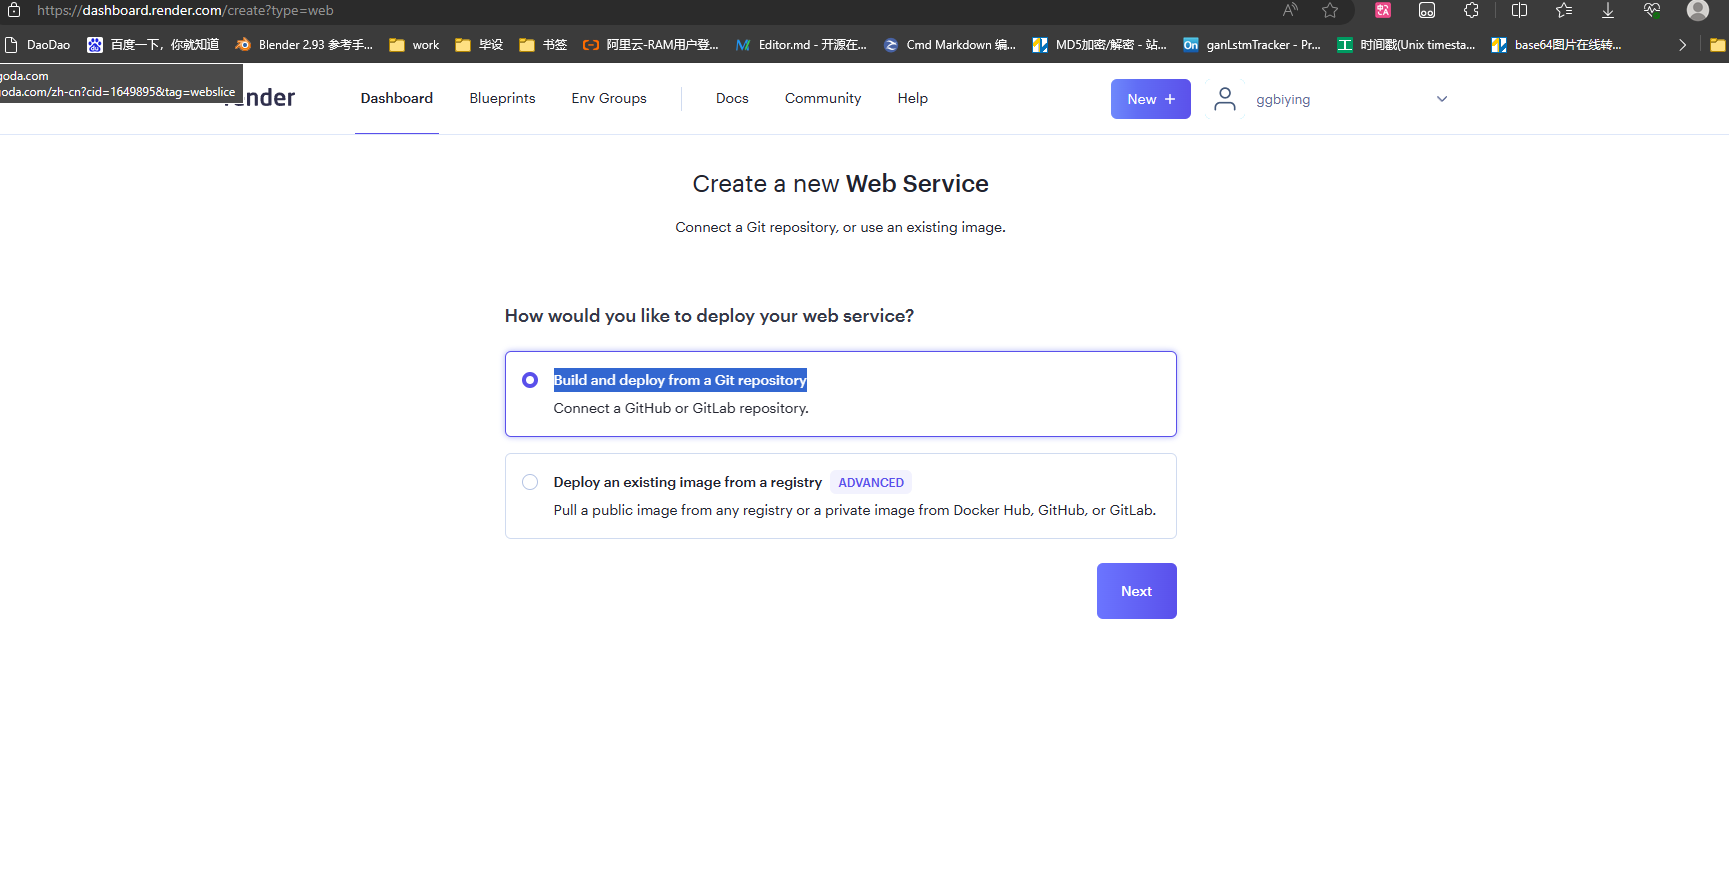 https://dashboard.render.com/create?type=web
DaoDao 百度一下，你就知道 Blender 2.93 参考手... work 毕设 书签 阿里云-RAM用户登... Editor.md - 开源在... Cmd Markdown 编... MD5加密/解密 - 站... ganLstmTracker - Pr... 时间戳(Unix timesta... base64图片在线转...
goda.com
goda.com/zh-cn?cid=1649895&tag=webslice
render Dashboard Blueprints Env Groups Docs Community Help New + ggbiying
Create a new Web Service
Connect a Git repository, or use an existing image.
How would you like to deploy your web service?
Build and deploy from a Git repository
Connect a GitHub or GitLab repository.
Deploy an existing image from a registry ADVANCED
Pull a public image from any registry or a private image from Docker Hub, GitHub, or GitLab.
Next